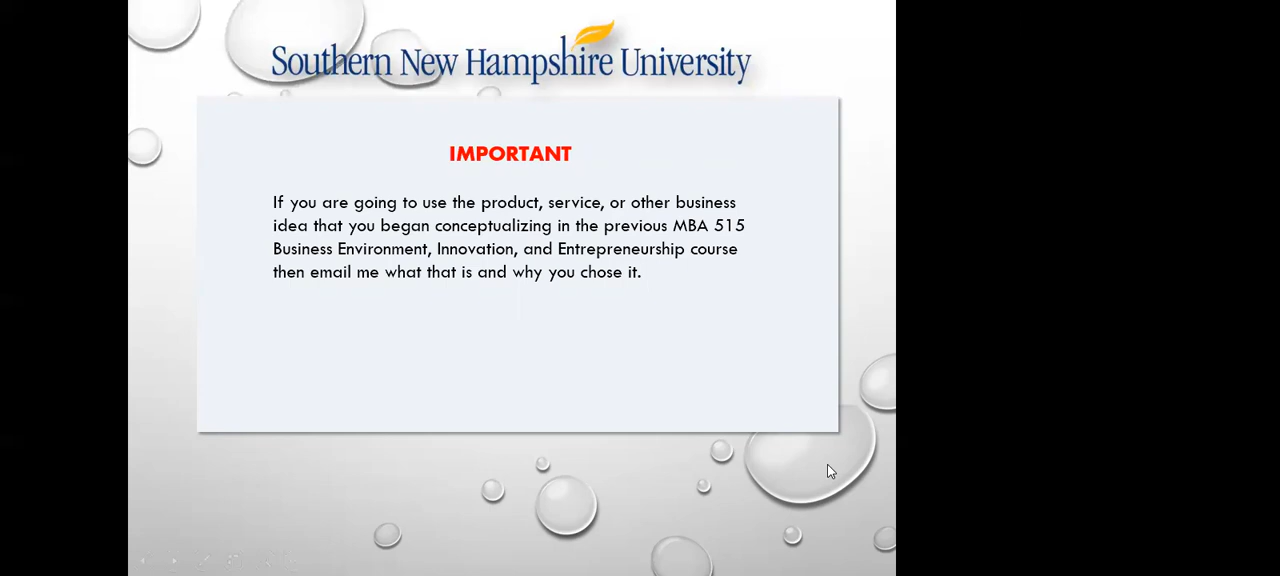 Southern New Hampshire University
IMPORTANT
If you are going to use the product, service, or other business
idea that you began conceptualizing in the previous MBA 515
Business Environment, Innovation, and Entrepreneurship course
then email me what that is and why you chose it.